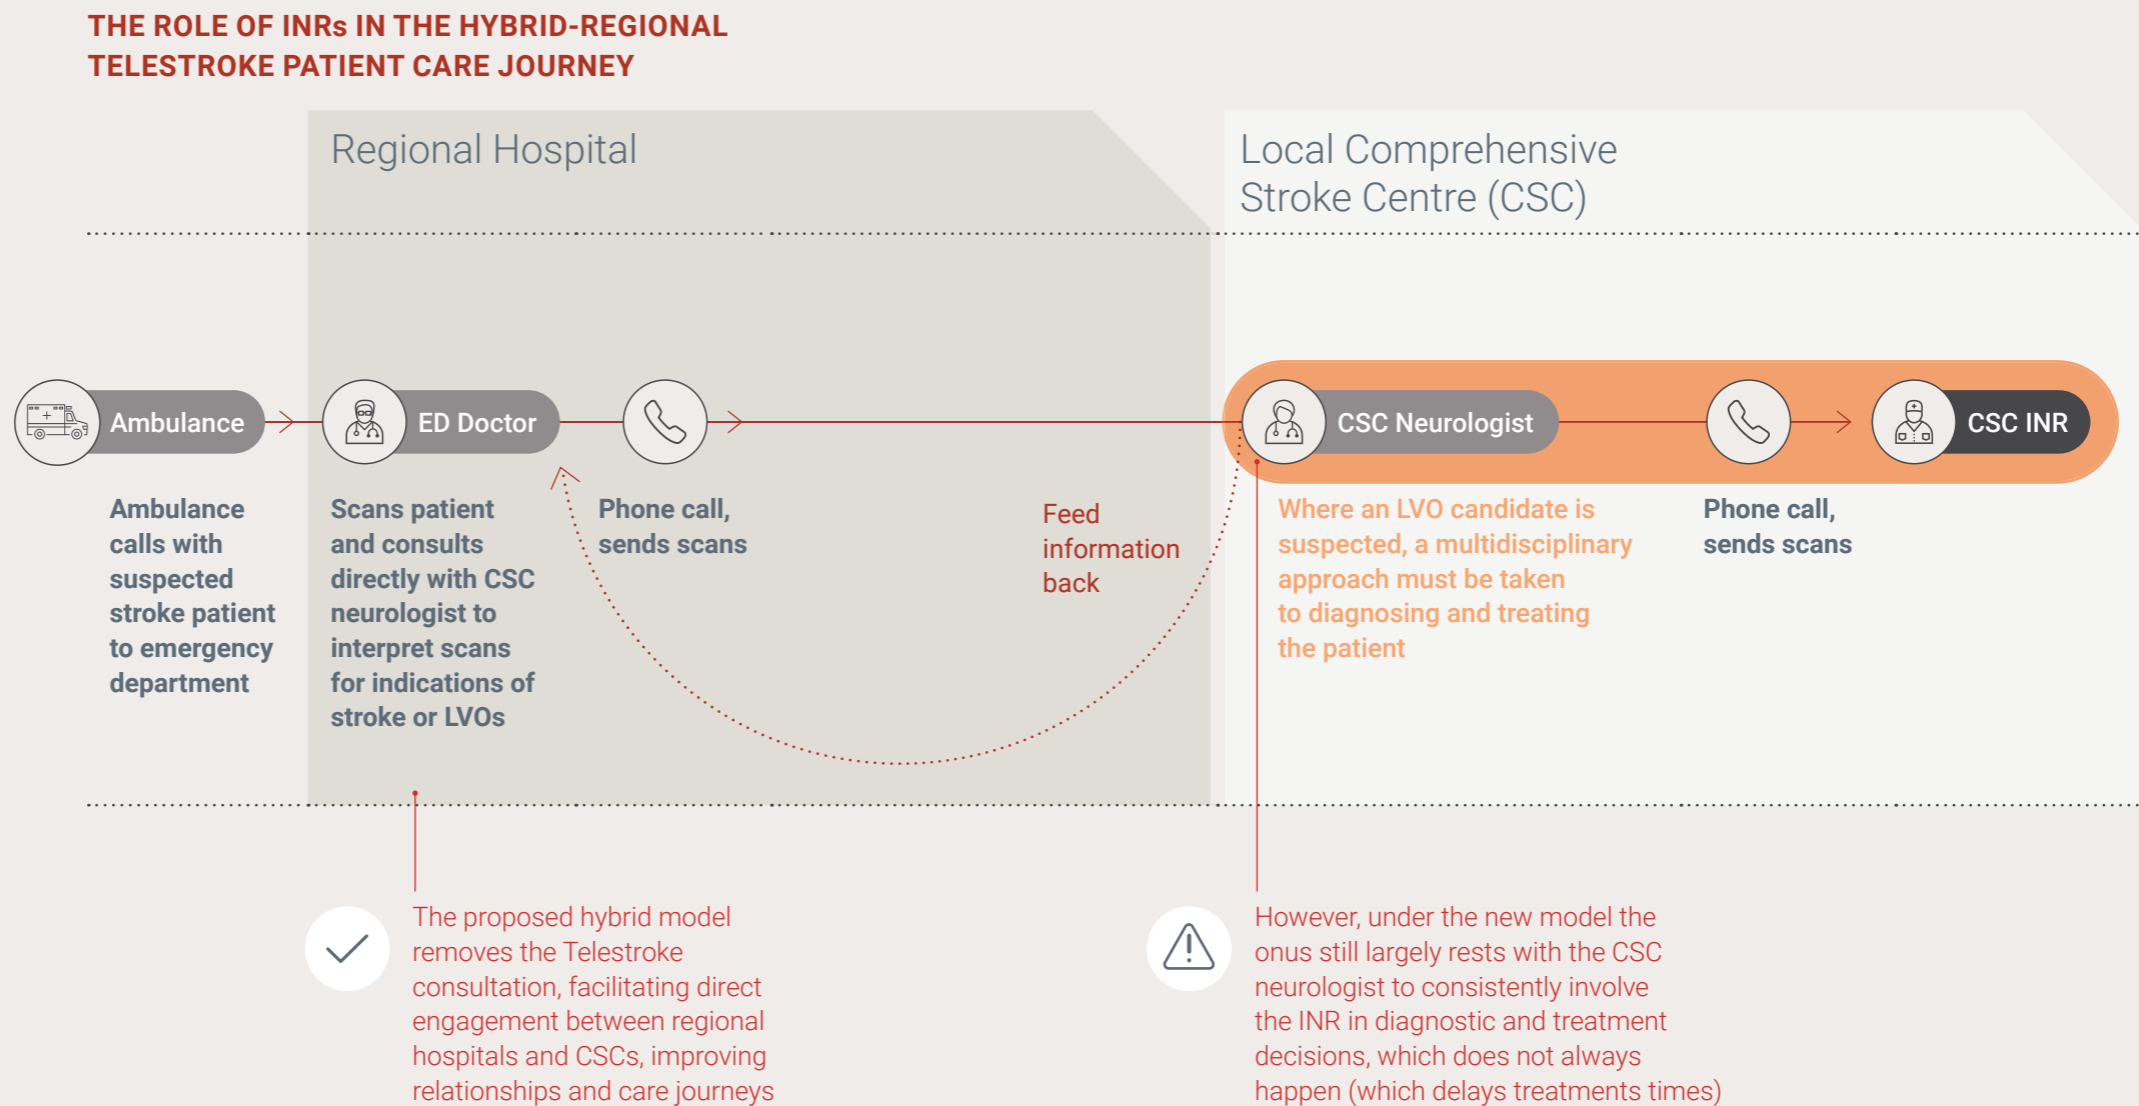 THE ROLE OF INRs IN THE HYBRID-REGIONAL
TELESTROKE PATIENT CARE JOURNEY
Regional Hospital
Local Comprehensive
Stroke Centre (CSC)
Ambulance
ED Doctor
CSC Neurologist
CSC INR
Ambulance
calls with
suspected
stroke patient
to emergency
department
Scans patient
and consults
directly with CSC
neurologist to
interpret scans
for indications of
stroke or LVOs
Phone call,
sends scans
Feed
information
back
Where an LVO candidate is
suspected, a multidisciplinary
approach must be taken
to diagnosing and treating
the patient
Phone call,
sends scans
The proposed hybrid model
removes the Telestroke
consultation, facilitating direct
engagement between regional
hospitals and CSCs, improving
relationships and care journeys
However, under the new model the
onus still largely rests with the CSC
neurologist to consistently involve
the INR in diagnostic and treatment
decisions, which does not always
happen (which delays treatments times)